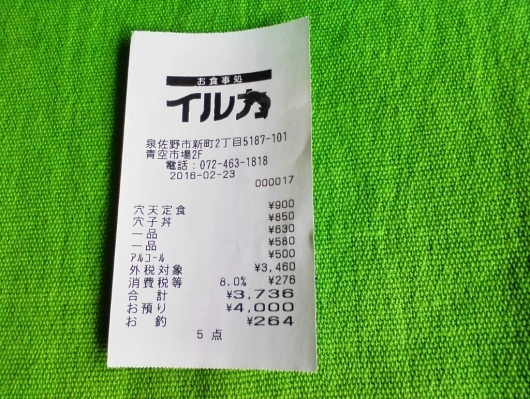 お食事処
イルカ
泉佐野市新町2丁目5187-101
青空市場2F
電話:072-463-1818
2016-02-23
000017
穴天定食 ¥900
穴子丼 ¥850
一品 ¥630
一品 ¥580
アルコール ¥500
外税対象 ¥3,460
消費税等 8.0% ¥276
合計 ¥3,736
お預り ¥4,000
お釣 ¥264
5点